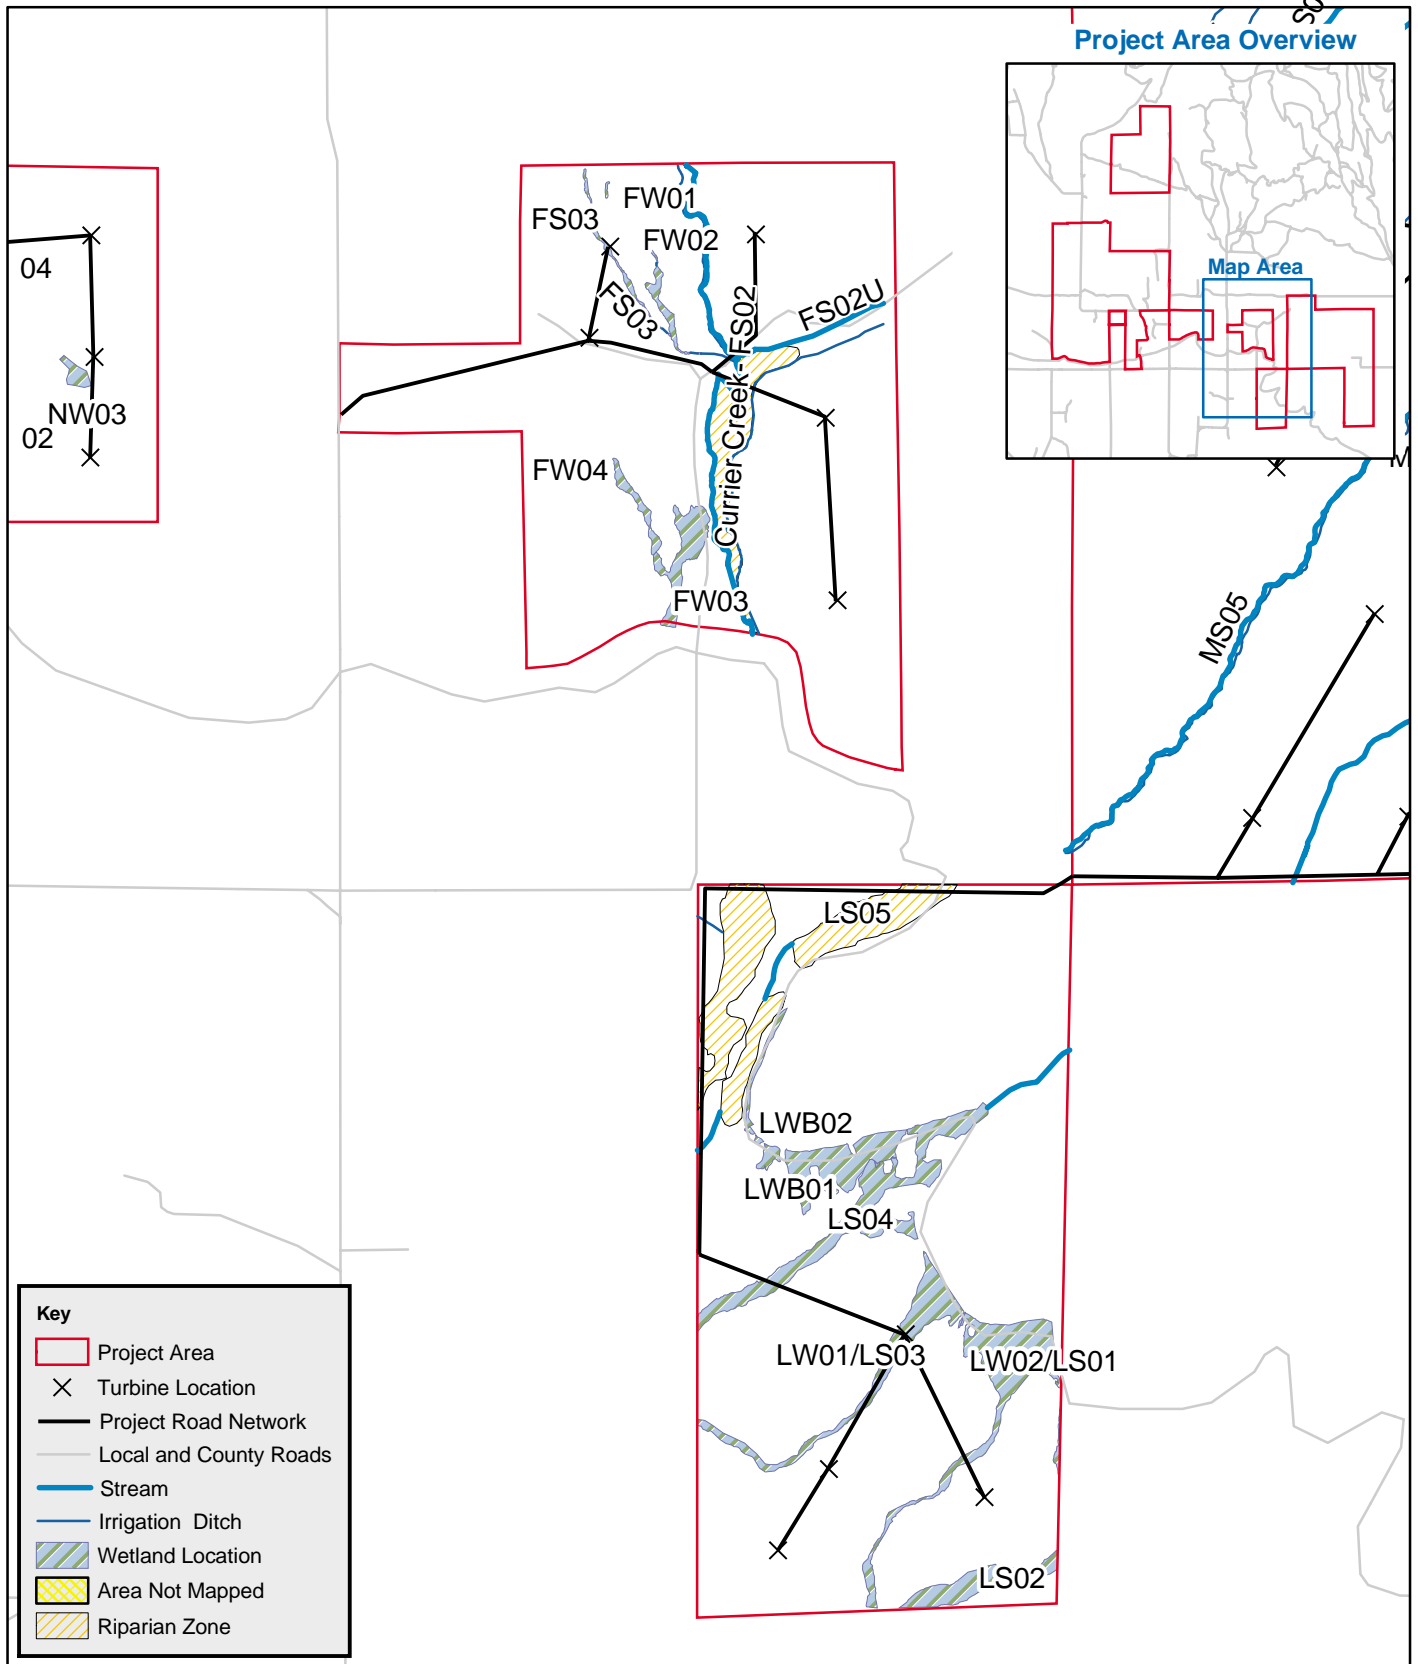 Project Area Overview
Map Area
FW01
FS03
FW02
04
FS03
FS02U
Currier Creek- FS02
NW03
02
FW04
FW03
MS05
LS05
LWB02
LWB01
LS04
LW01/LS03
LW02/LS01
LS02
Key
Project Area
Turbine Location
Project Road Network
Local and County Roads
Stream
Irrigation Ditch
Wetland Location
Area Not Mapped
Riparian Zone